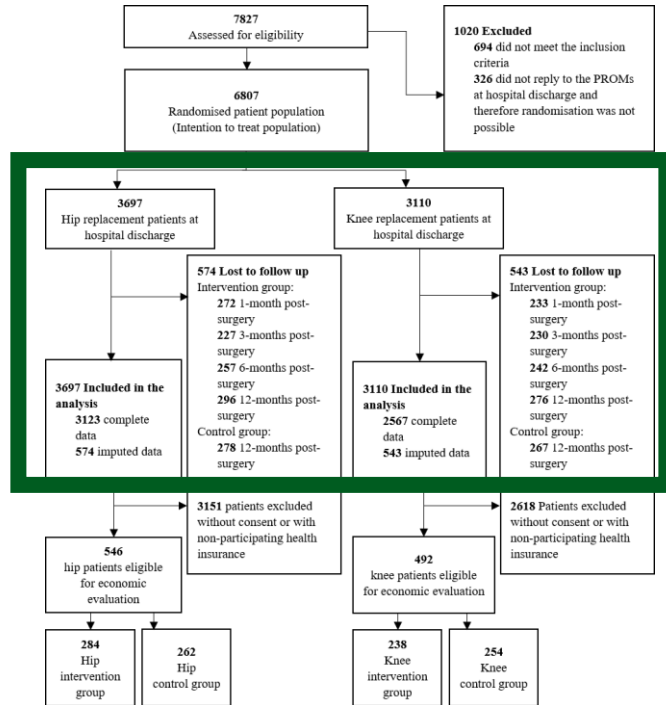 7827
Assessed for eligibility
1020 Excluded
694 did not meet the inclusion
criteria
326 did not reply to the PROMs
at hospital discharge and
therefore randomisation was not
possible
6807
Randomised patient population
(Intention to treat population)
3697
Hip replacement patients at
hospital discharge
3110
Knee replacement patients at
hospital discharge
574 Lost to follow up
Intervention group:
272 1-month post-
surgery
227 3-months post-
surgery
257 6-months post-
surgery
296 12-months post-
surgery
Control group:
278 12-months post-
surgery
543 Lost to follow up
Intervention group:
233 1-month post-
surgery
230 3-months post-
surgery
242 6-months post-
surgery
276 12-months post-
surgery
Control group:
267 12-months post-
surgery
3697 Included in the
analysis
3123 complete
data
574 imputed data
3110 Included in the
analysis
2567 complete
data
543 imputed data
3151 patients excluded
without consent or with
non-participating health
insurance
2618 Patients excluded
without consent or with
non-participating health
insurance
546
hip patients eligible
for economic
evaluation
492
knee patients eligible
for economic evaluation
284
Hip
intervention
group
262
Hip
control group
238
Knee
intervention
group
254
Knee
control group